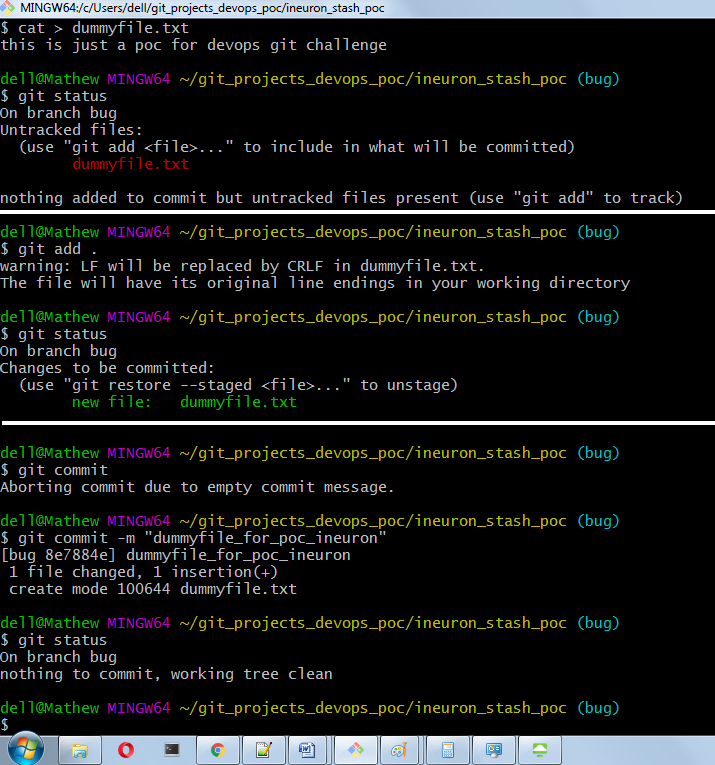 MINGW64:/c/Users/dell/git_projects_devops_poc/ineuron_stash_poc
$ cat > dummyfile.txt
this is just a poc for devops git challenge
dell@Mathew MINGW64 ~/git_projects_devops_poc/ineuron_stash_poc (bug)
$ git status
On branch bug
Untracked files:
  (use "git add <file>..." to include in what will be committed)
        dummyfile.txt
nothing added to commit but untracked files present (use "git add" to track)
dell@Mathew MINGW64 ~/git_projects_devops_poc/ineuron_stash_poc (bug)
$ git add .
warning: LF will be replaced by CRLF in dummyfile.txt.
The file will have its original line endings in your working directory
dell@Mathew MINGW64 ~/git_projects_devops_poc/ineuron_stash_poc (bug)
$ git status
On branch bug
Changes to be committed:
  (use "git restore --staged <file>..." to unstage)
        new file:   dummyfile.txt
dell@Mathew MINGW64 ~/git_projects_devops_poc/ineuron_stash_poc (bug)
$ git commit
Aborting commit due to empty commit message.
dell@Mathew MINGW64 ~/git_projects_devops_poc/ineuron_stash_poc (bug)
$ git commit -m "dummyfile_for_poc_ineuron"
[bug 8e7884e] dummyfile_for_poc_ineuron
 1 file changed, 1 insertion(+)
 create mode 100644 dummyfile.txt
dell@Mathew MINGW64 ~/git_projects_devops_poc/ineuron_stash_poc (bug)
$ git status
On branch bug
nothing to commit, working tree clean
dell@Mathew MINGW64 ~/git_projects_devops_poc/ineuron_stash_poc (bug)
$